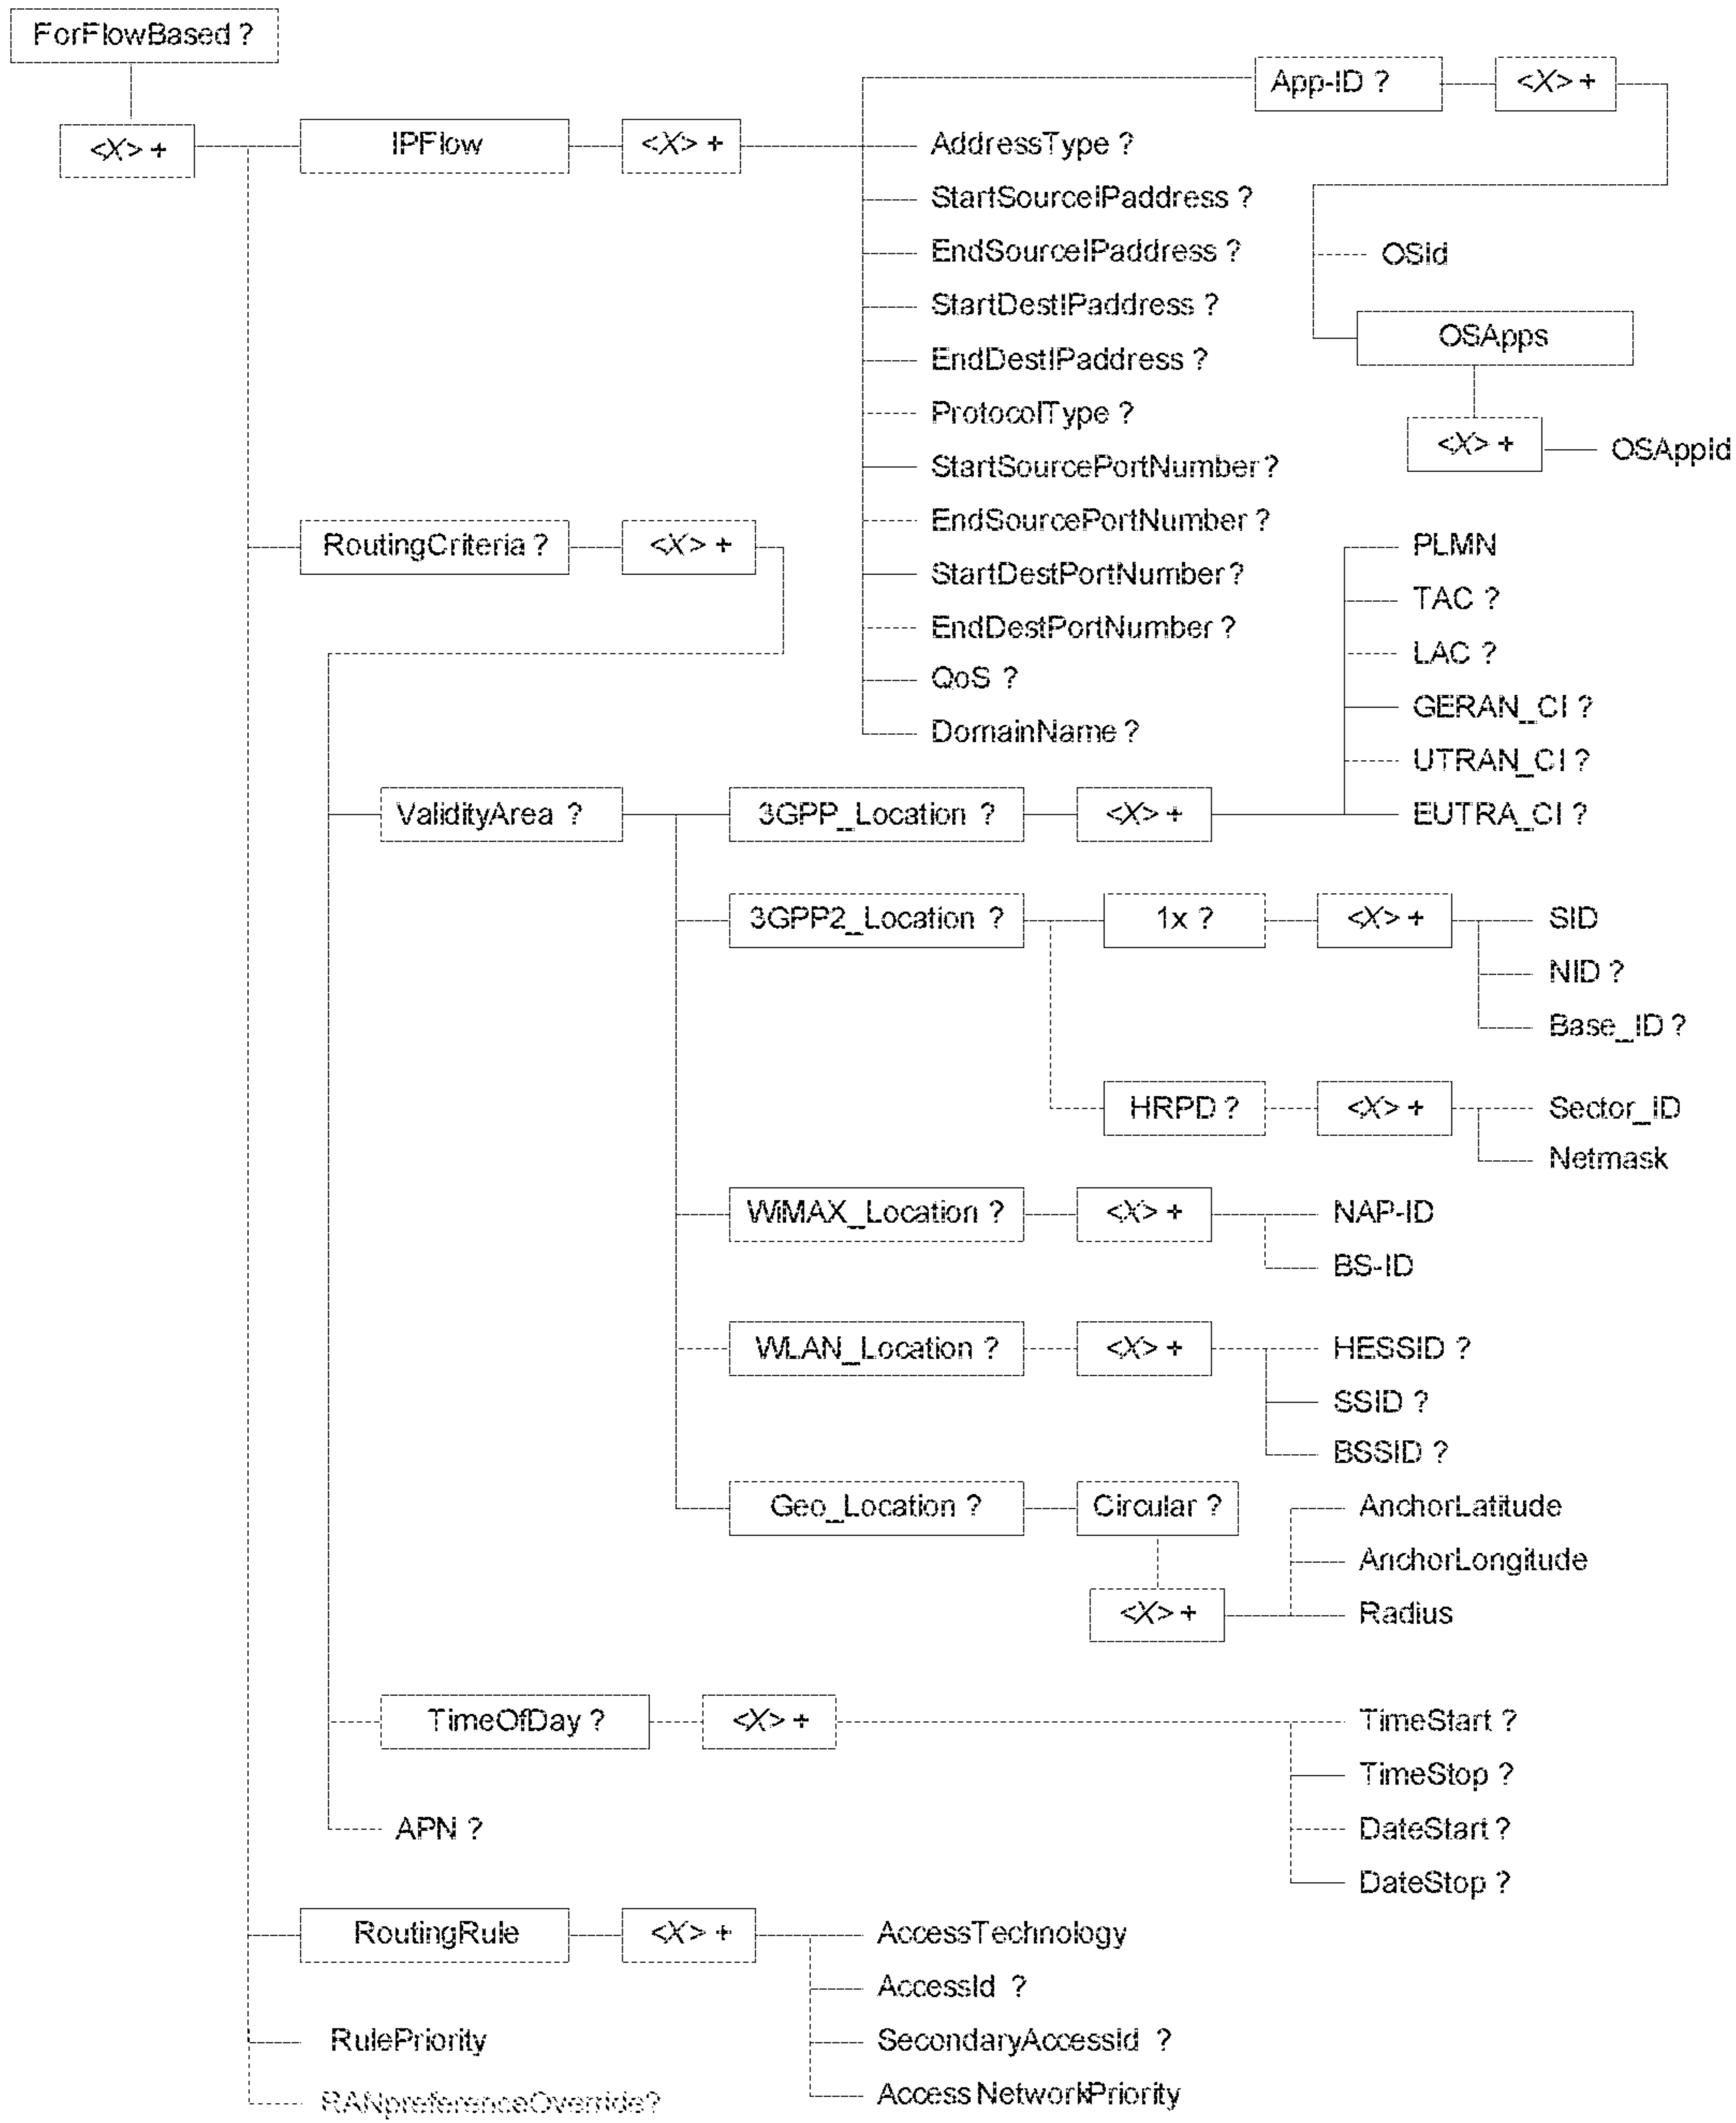 ForFlowBased ?
<X> +
IPFlow
<X> +
App-ID ?
<X> +
OSid
OSApps
<X> +
OSAppId
AddressType ?
StartSourceIPaddress ?
EndSourceIPaddress ?
StartDestIPaddress ?
EndDestIPaddress ?
ProtocolType ?
StartSourcePortNumber ?
EndSourcePortNumber ?
StartDestPortNumber ?
EndDestPortNumber ?
QoS ?
DomainName ?
RoutingCriteria ?
<X> +
ValidityArea ?
3GPP_Location ?
<X> +
PLMN
TAC ?
LAC ?
GERAN_CI ?
UTRAN_CI ?
EUTRA_CI ?
3GPP2_Location ?
1x ?
<X> +
SID
NID ?
Base_ID ?
HRPD ?
<X> +
Sector_ID
Netmask
WiMAX_Location ?
<X> +
NAP-ID
BS-ID
WLAN_Location ?
<X> +
HESSID ?
SSID ?
BSSID ?
Geo_Location ?
Circular ?
<X> +
AnchorLatitude
AnchorLongitude
Radius
TimeOfDay ?
<X> +
TimeStart ?
TimeStop ?
DateStart ?
DateStop ?
APN ?
RoutingRule
<X> +
AccessTechnology
AccessId ?
SecondaryAccessId ?
AccessNetworkPriority
RulePriority
RANpreferenceOverride?